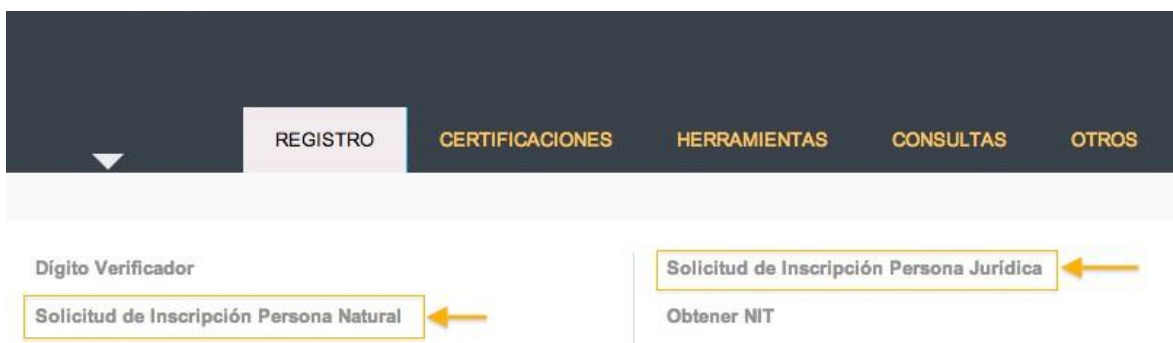 REGISTRO CERTIFICACIONES HERRAMIENTAS CONSULTAS OTROS
Dígito Verificador
Solicitud de Inscripción Persona Natural
Solicitud de Inscripción Persona Jurídica
Obtener NIT